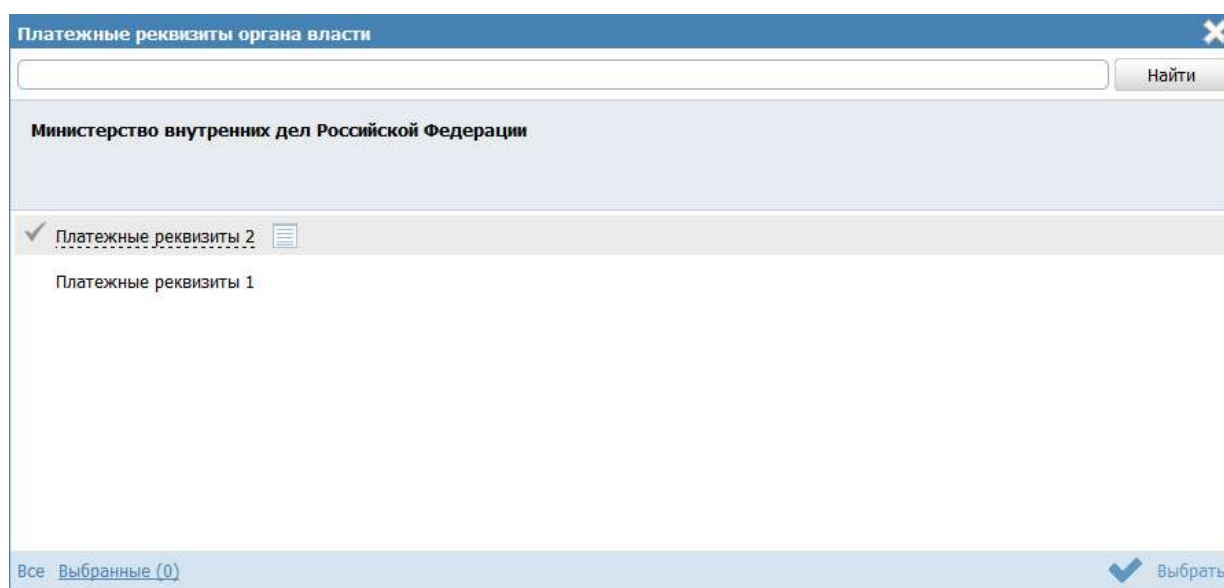 Платежные реквизиты органа власти
Найти
Министерство внутренних дел Российской Федерации
Платежные реквизиты 2
Платежные реквизиты 1
Все Выбранные (0) Выбрать